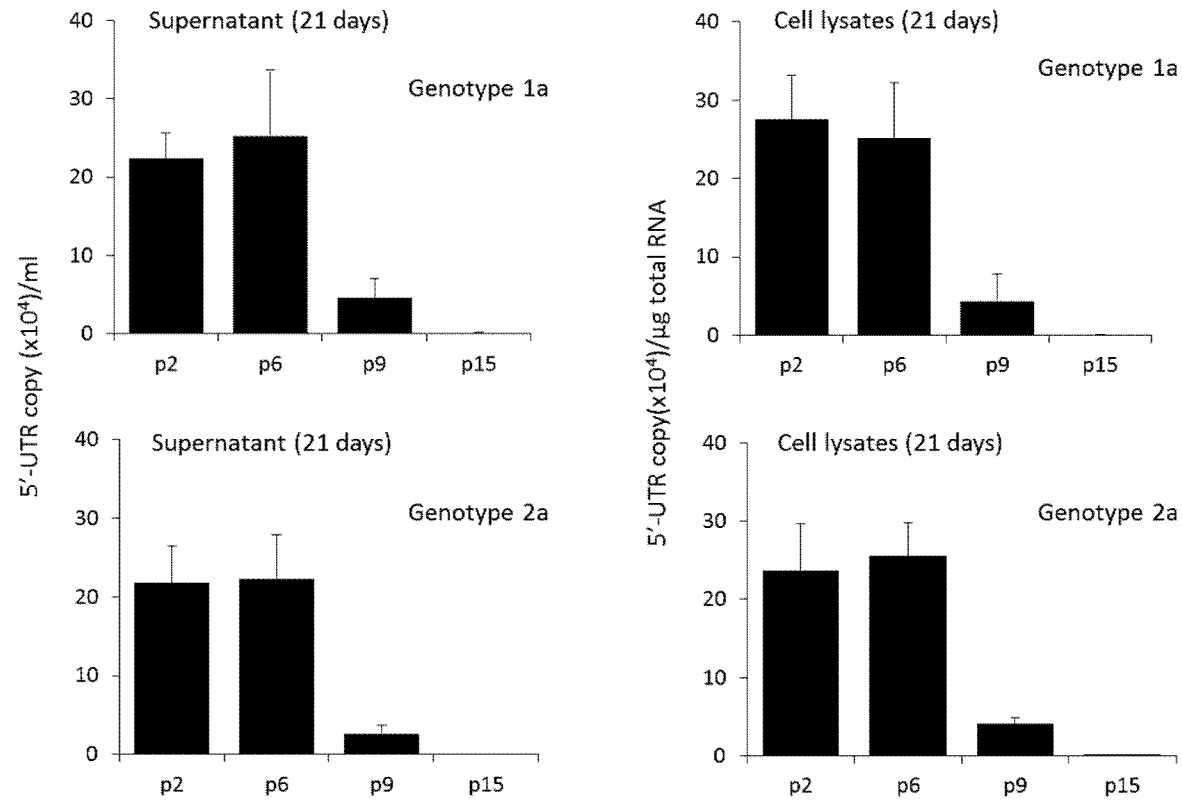 5′-UTR copy (x10⁴)/ml
Supernatant (21 days)
Genotype 1a
40
30
20
10
0
p2 p6 p9 p15
Supernatant (21 days)
Genotype 2a
40
30
20
10
0
p2 p6 p9 p15
5′-UTR copy(x10⁴)/µg total RNA
Cell lysates (21 days)
Genotype 1a
40
30
20
10
0
p2 p6 p9 p15
Cell lysates (21 days)
Genotype 2a
40
30
20
10
0
p2 p6 p9 p15